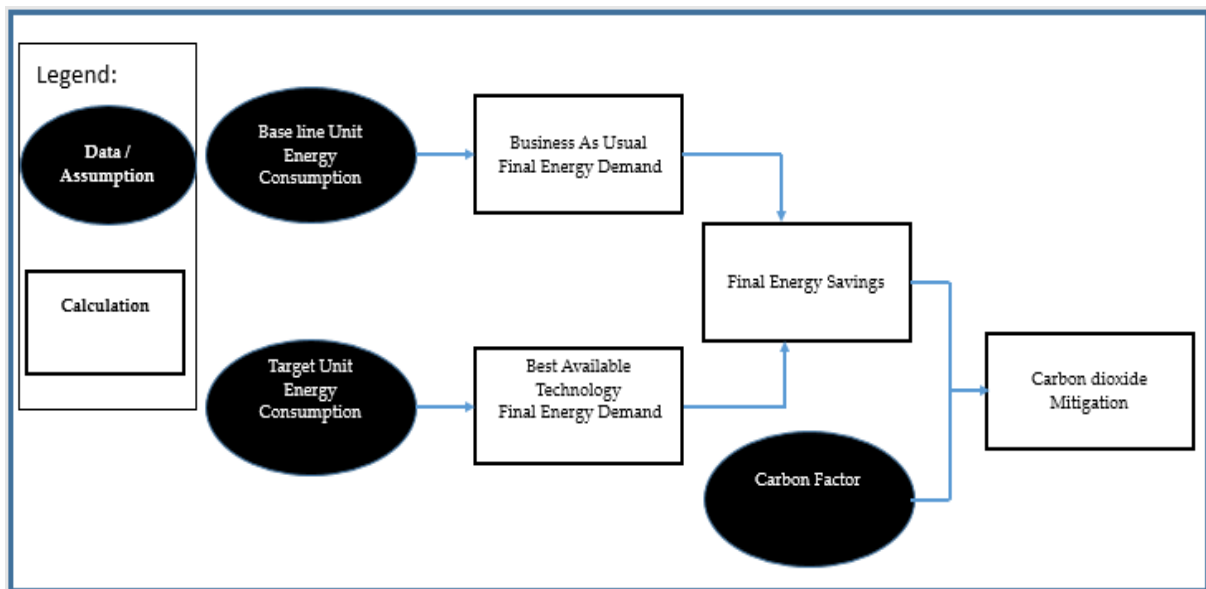 Legend:
Data /
Assumption
Calculation
Base line Unit
Energy
Consumption
Business As Usual
Final Energy Demand
Final Energy Savings
Target Unit
Energy
Consumption
Best Available
Technology
Final Energy Demand
Carbon Factor
Carbon dioxide
Mitigation